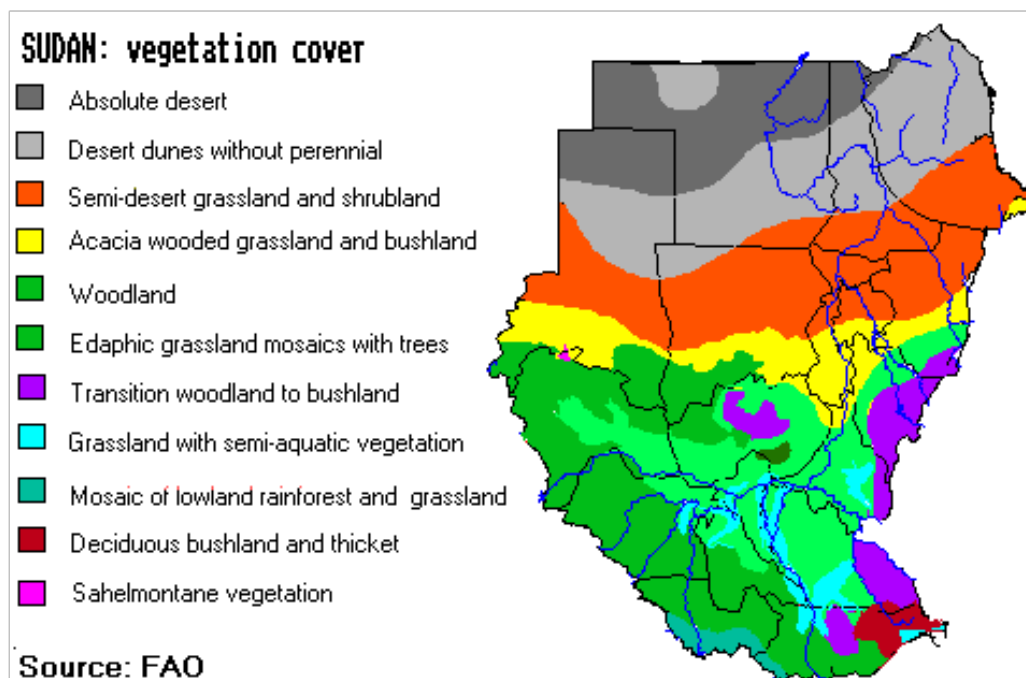 SUDAN: vegetation cover
Absolute desert
Desert dunes without perennial
Semi-desert grassland and shrubland
Acacia wooded grassland and bushland
Woodland
Edaphic grassland mosaics with trees
Transition woodland to bushland
Grassland with semi-aquatic vegetation
Mosaic of lowland rainforest and grassland
Deciduous bushland and thicket
Sahelmontane vegetation
Source: FAO